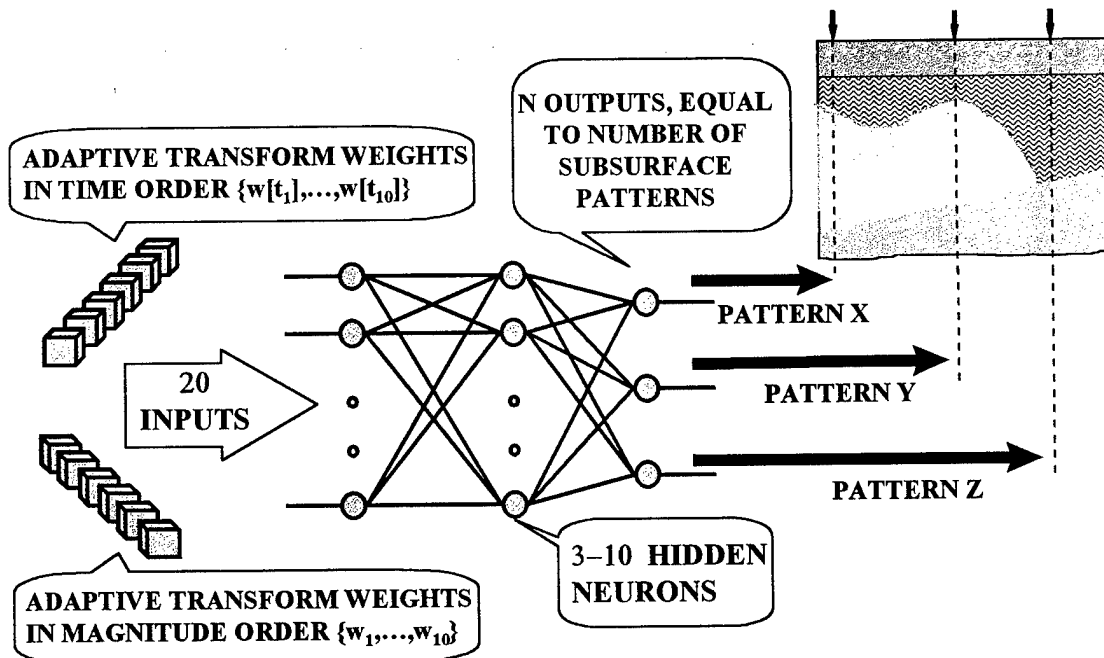 N OUTPUTS, EQUAL
TO NUMBER OF
SUBSURFACE
PATTERNS
ADAPTIVE TRANSFORM WEIGHTS
IN TIME ORDER {w[t₁],…,w[t₁₀]}
20
INPUTS
PATTERN X
PATTERN Y
PATTERN Z
3–10 HIDDEN
NEURONS
ADAPTIVE TRANSFORM WEIGHTS
IN MAGNITUDE ORDER {w₁,…,w₁₀}